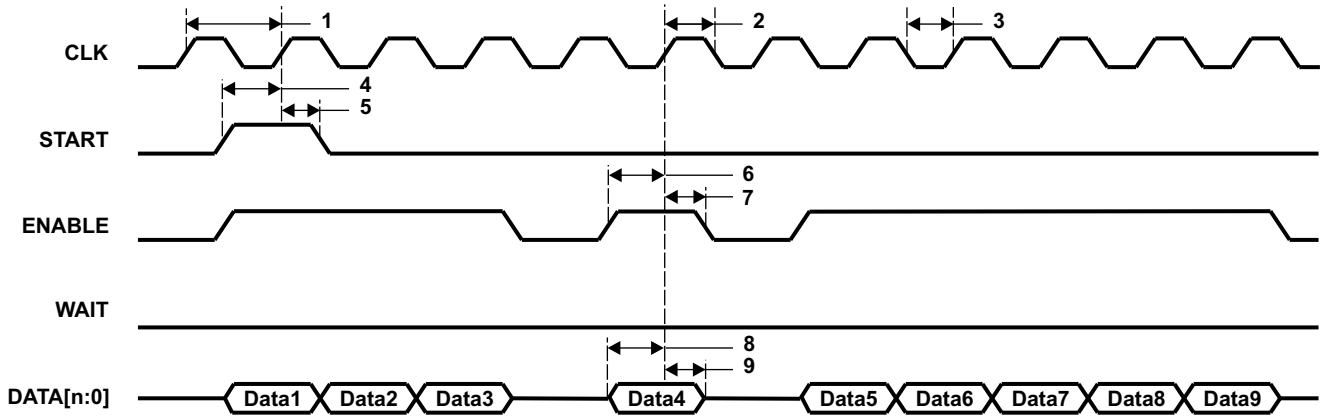 1 2 3
CLK
4
5
START
6
7
ENABLE
WAIT
8
9
DATA[n:0] Data1 Data2 Data3 Data4 Data5 Data6 Data7 Data8 Data9